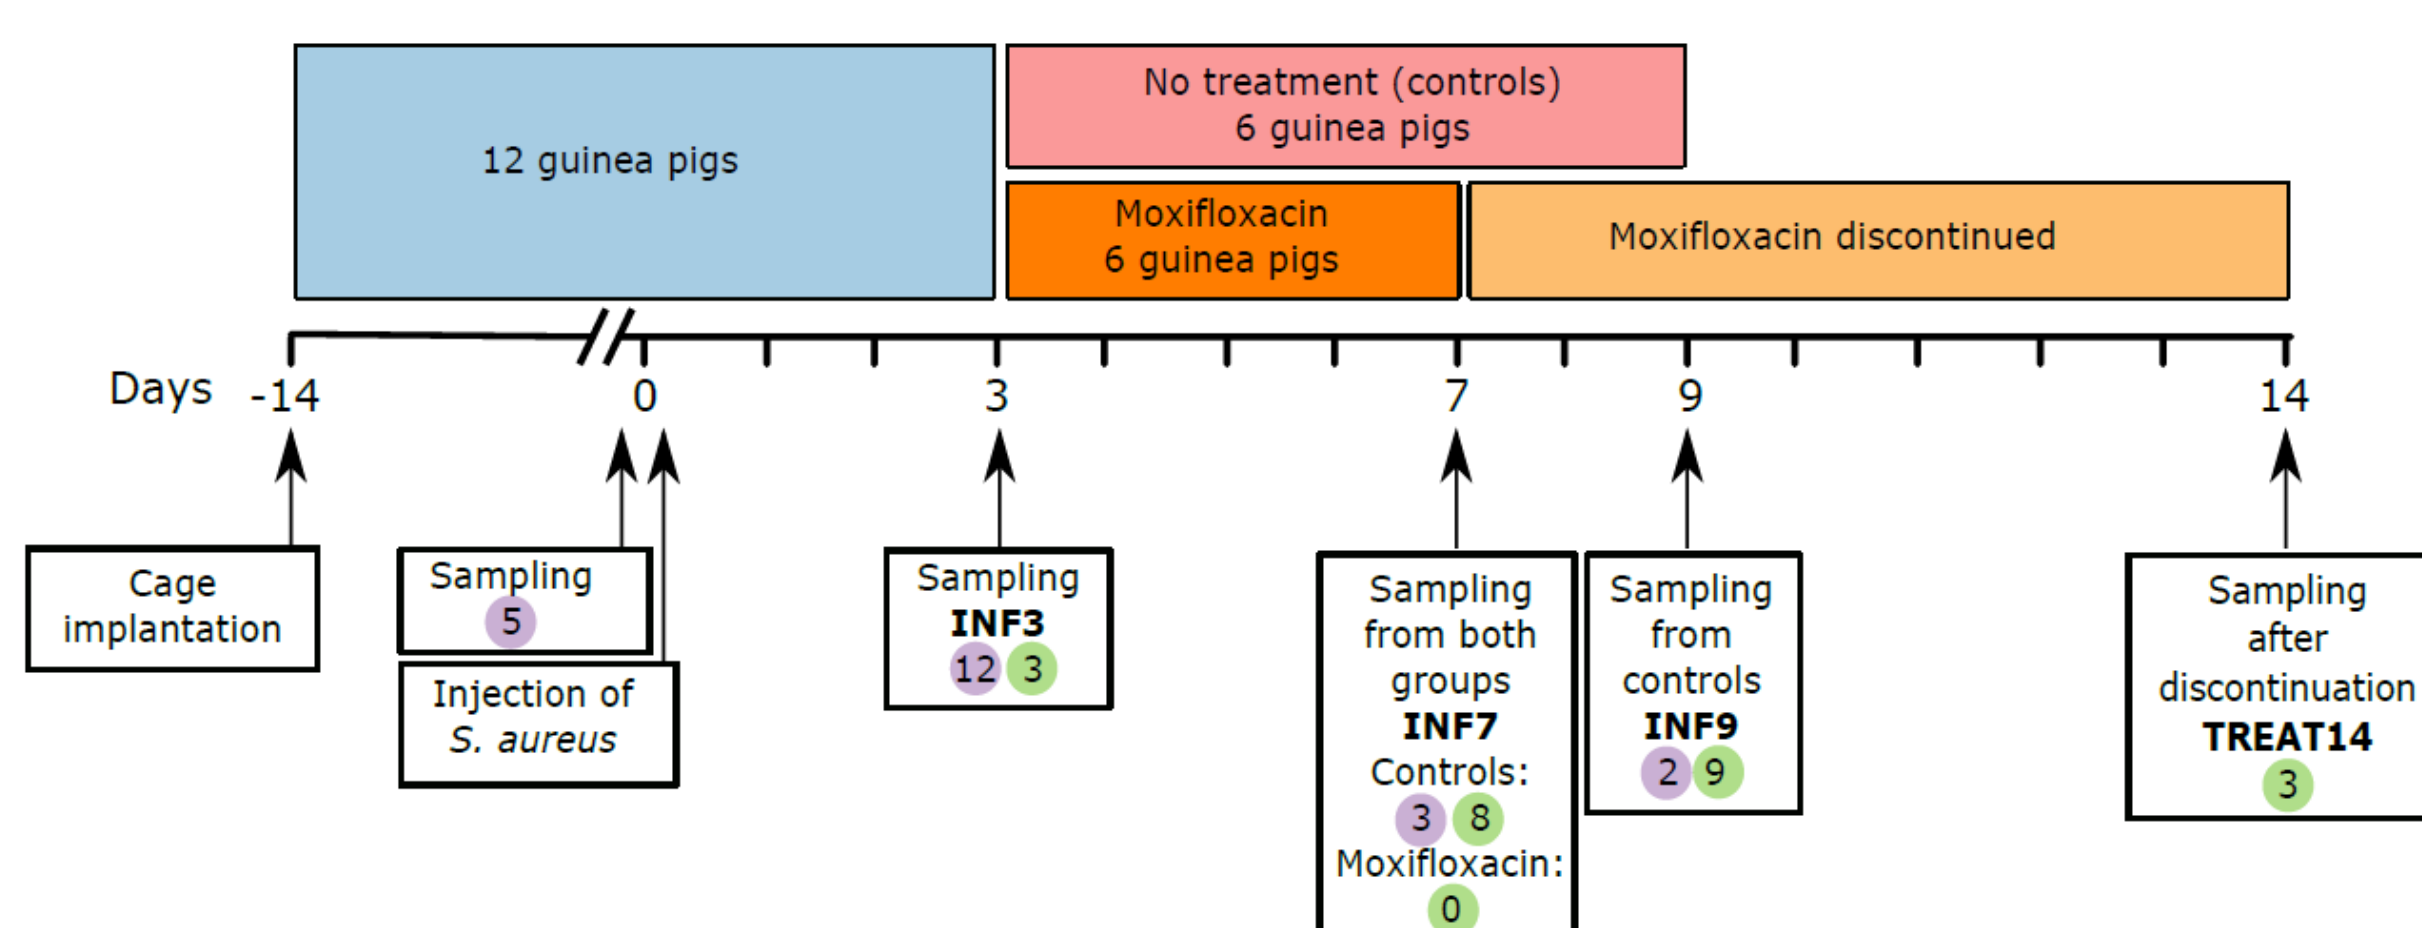 12 guinea pigs
No treatment (controls)
6 guinea pigs
Moxifloxacin
6 guinea pigs
Moxifloxacin discontinued
Days -14 0 3 7 9 14
Cage
implantation
Sampling
5
Injection of
S. aureus
Sampling
INF3
12 3
Sampling
from both
groups
INF7
Controls:
3 8
Moxifloxacin:
0
Sampling
from
controls
INF9
2 9
Sampling
after
discontinuation
TREAT14
3